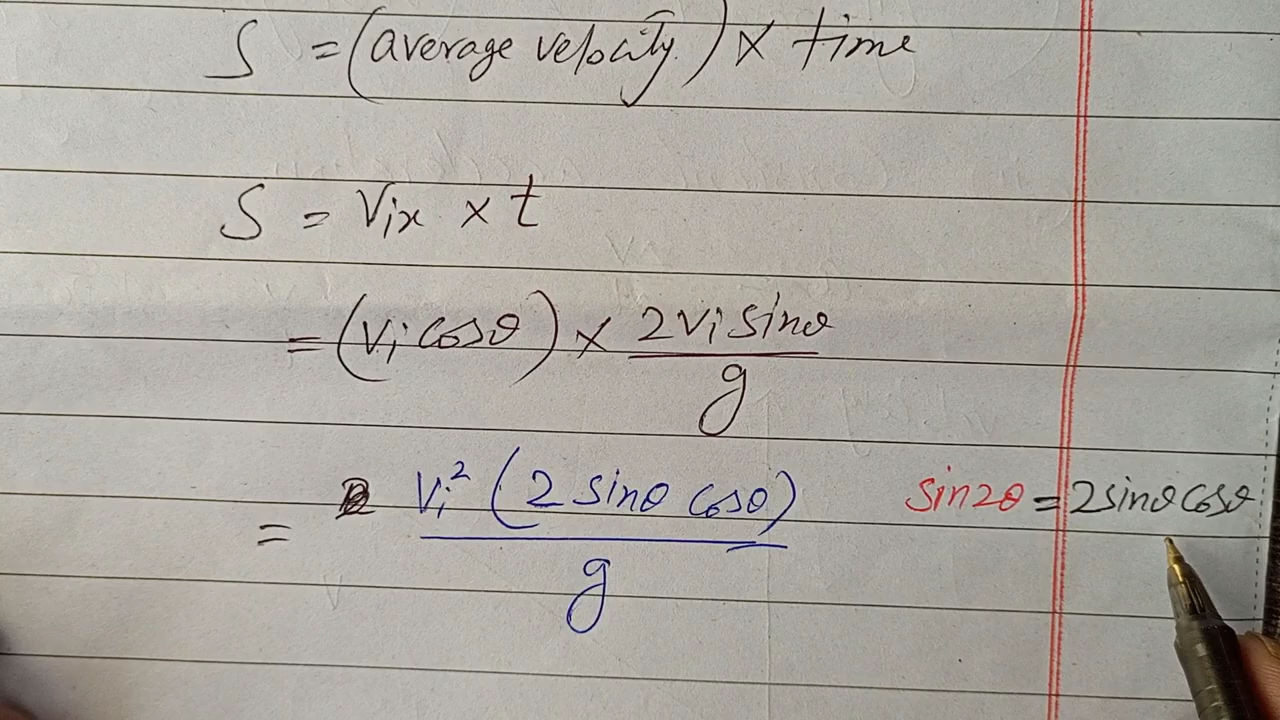 S = (average velocity) × time
S = Vix × t
= (Vi cosθ) × 2Vi sinθ / g
= Vi² (2 sinθ cosθ) / g
sin2θ = 2sinθ cosθ